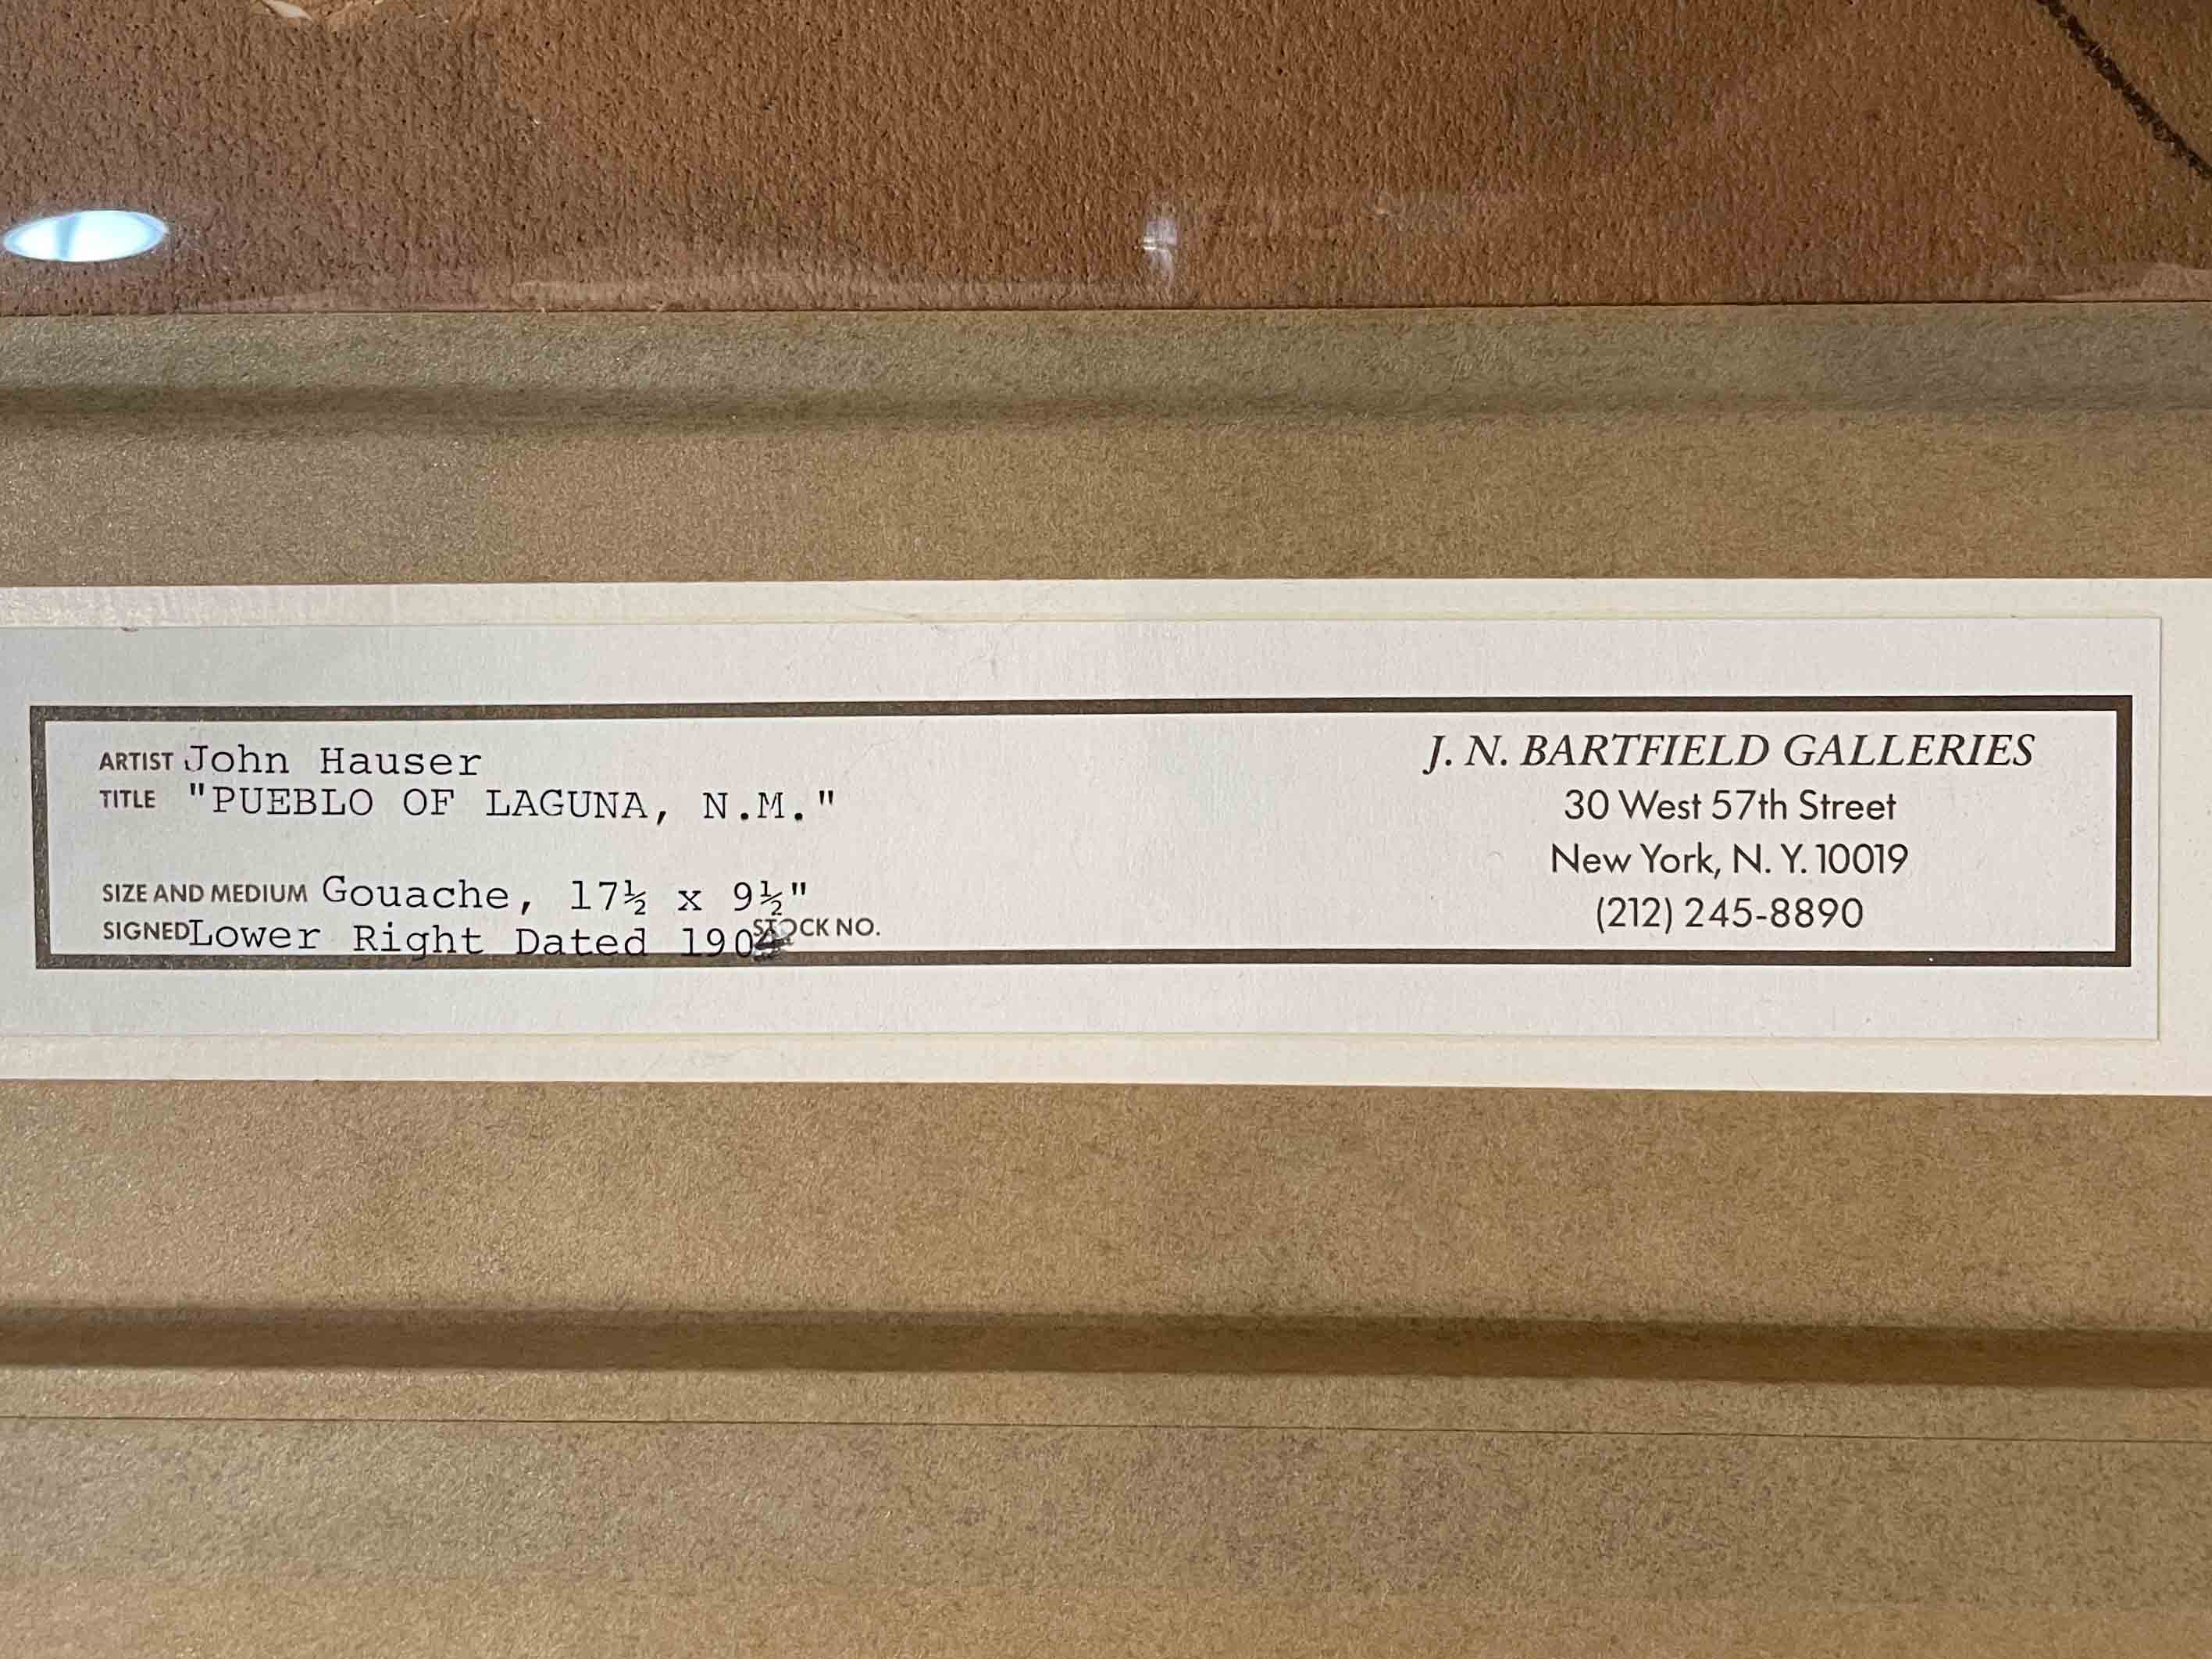 ARTIST John Hauser
TITLE "PUEBLO OF LAGUNA, N.M."
SIZE AND MEDIUM Gouache, 17½ x 9½"
SIGNED Lower Right Dated
STOCK NO.
J. N. BARTFIELD GALLERIES
30 West 57th Street
New York, N. Y. 10019
(212) 245-8890